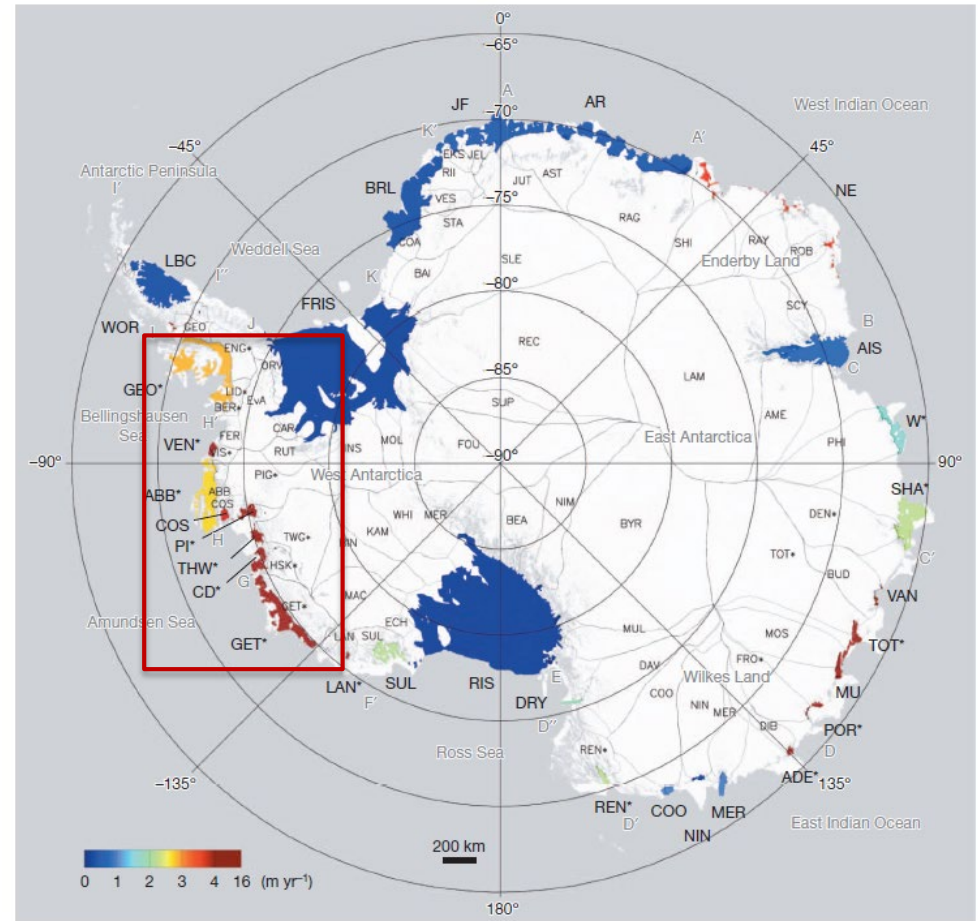 0°
−65°
A
−70°
JF
AR
West Indian Ocean
K'
A'
−45°
45°
EKS JEL
Antarctic Peninsula
RII
JUT
AST
I'
BRL
−75°
NE
VES
STA
RAG
COA
SHI
RAY
ROB
Weddell Sea
SLE
Enderby Land
LBC
I''
K
BAI
−80°
FRIS
SCY
WOR
GEO
J
B
ENG•
REC
AIS
ORV
LAM
C
−85°
GEO*
LID•
EvA
SUP
BER•
AME
W*
Bellingshausen
Sea
H'
FER
CAR
MOL
East Antarctica
PHI
VEN*
RUT
INS
FOU
−90°
−90°
90°
PIG•
West Antarctica
SHA*
ABB*
ABB
COS
NIM
COS
WHI
MER
BEA
BYR
DEN•
PI*
H
KAM
TWG•
TOT•
C'
THW*
HSK•
BUD
CD*
G
MAC
VAN
Amundsen Sea
GET•
ECH
MUL
MOS
TOT*
GET*
LAN
SUL
DAV
FRO•
Wilkes Land
MU
LAN*
SUL
RIS
E
COO
NIN
MER
F'
DRY
D''
DIB
POR*
D
Ross Sea
REN•
ADE*
−135°
135°
REN*
COO
MER
D'
NIN
East Indian Ocean
200 km
0 1 2 3 4 16 (m yr⁻¹)
180°